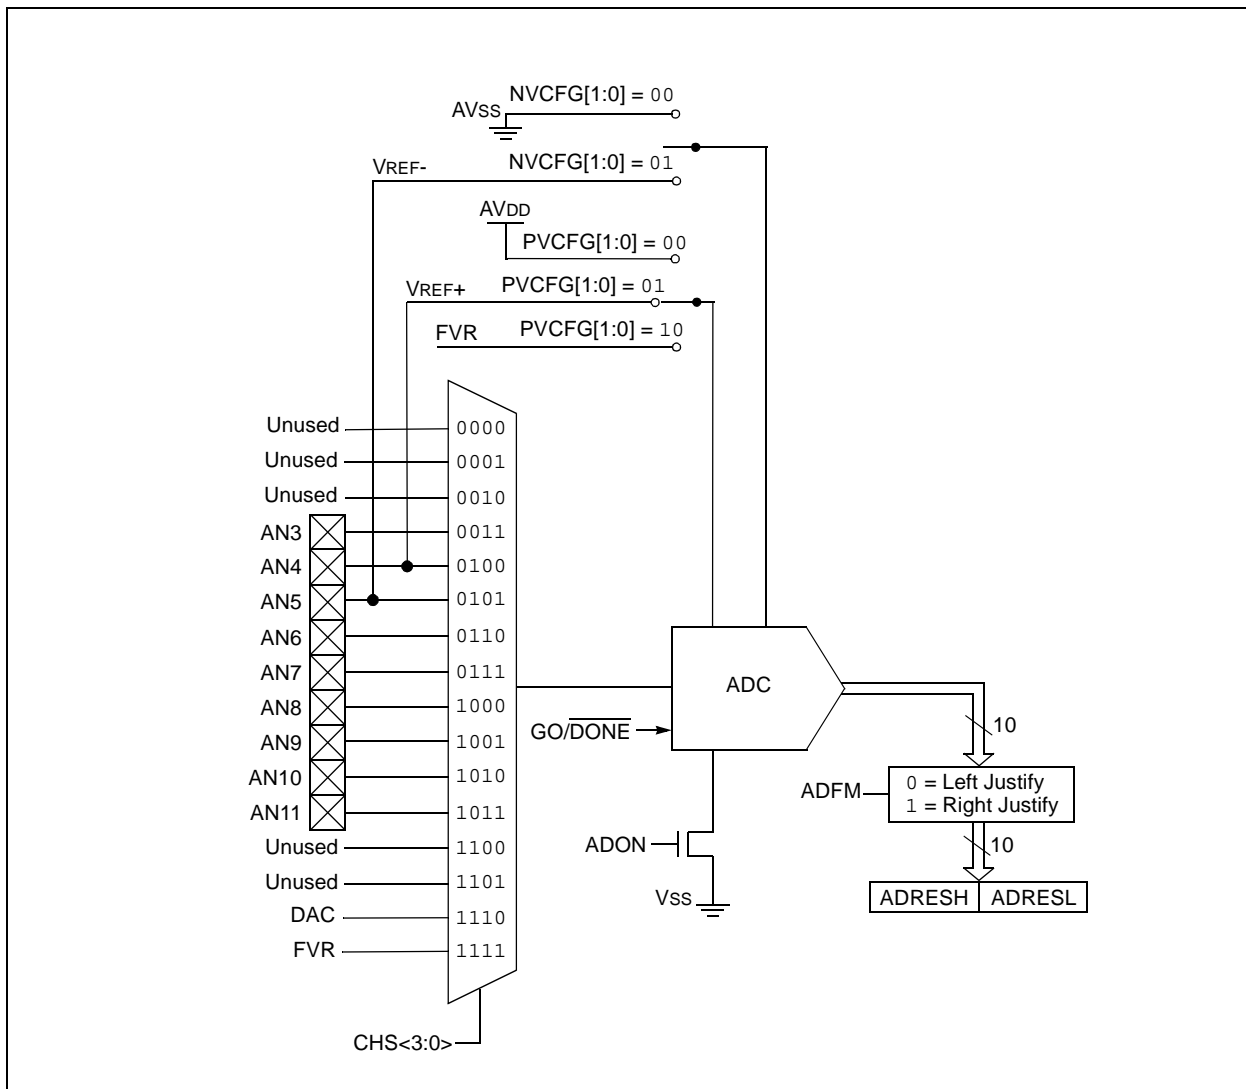 NVCFG[1:0] = 00
AVSS
NVCFG[1:0] = 01
VREF-
AVDD
PVCFG[1:0] = 00
VREF+
PVCFG[1:0] = 01
FVR
PVCFG[1:0] = 10
Unused 0000
Unused 0001
Unused 0010
AN3 0011
AN4 0100
AN5 0101
AN6 0110
AN7 0111
AN8 1000
AN9 1001
AN10 1010
AN11 1011
Unused 1100
Unused 1101
DAC 1110
FVR 1111
CHS<3:0>
ADC
GO/DONE
ADON
VSS
10
ADFM
0 = Left Justify
1 = Right Justify
10
ADRESH ADRESL